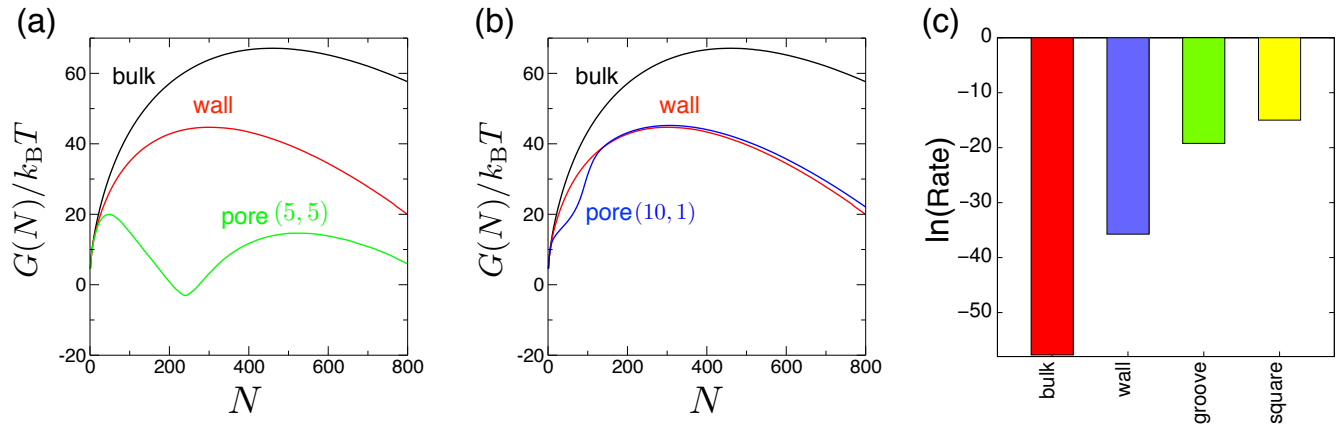 (a)
G(N)/k_BT
60
40
20
0
-20
bulk
wall
pore (5, 5)
0
200
400
600
800
N
(b)
G(N)/k_BT
60
40
20
0
-20
bulk
wall
pore (10, 1)
0
200
400
600
800
N
(c)
ln(Rate)
0
−10
−20
−30
−40
−50
bulk
wall
groove
square